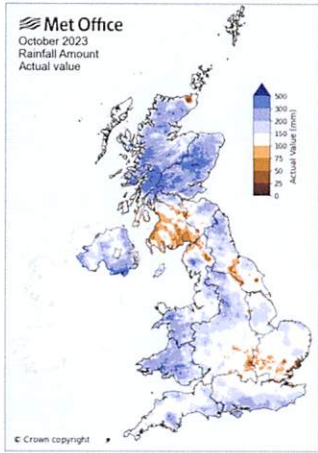 Met Office
October 2023
Rainfall Amount
Actual value
500
300
200
150
100
75
50
25
0
Actual Value (mm)
© Crown copyright